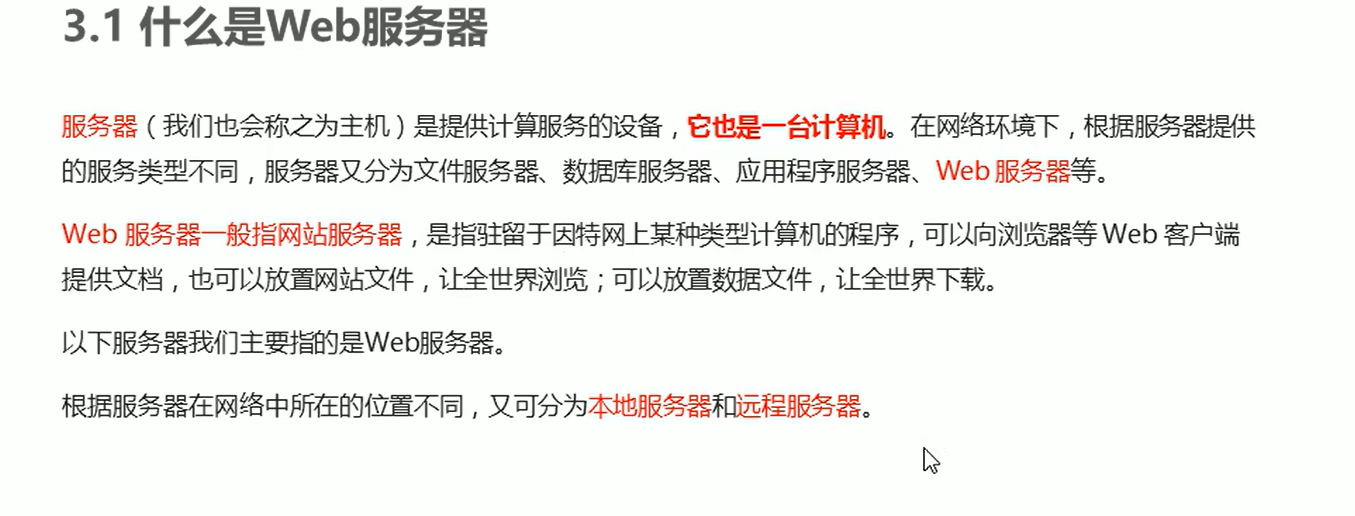 3.1 什么是Web服务器
服务器（我们也会称之为主机）是提供计算服务的设备，它也是一台计算机。在网络环境下，根据服务器提供
的服务类型不同，服务器又分为文件服务器、数据库服务器、应用程序服务器、Web 服务器等。
Web 服务器一般指网站服务器，是指驻留于因特网上某种类型计算机的程序，可以向浏览器等 Web 客户端
提供文档，也可以放置网站文件，让全世界浏览；可以放置数据文件，让全世界下载。
以下服务器我们主要指的是Web服务器。
根据服务器在网络中所在的位置不同，又可分为本地服务器和远程服务器。